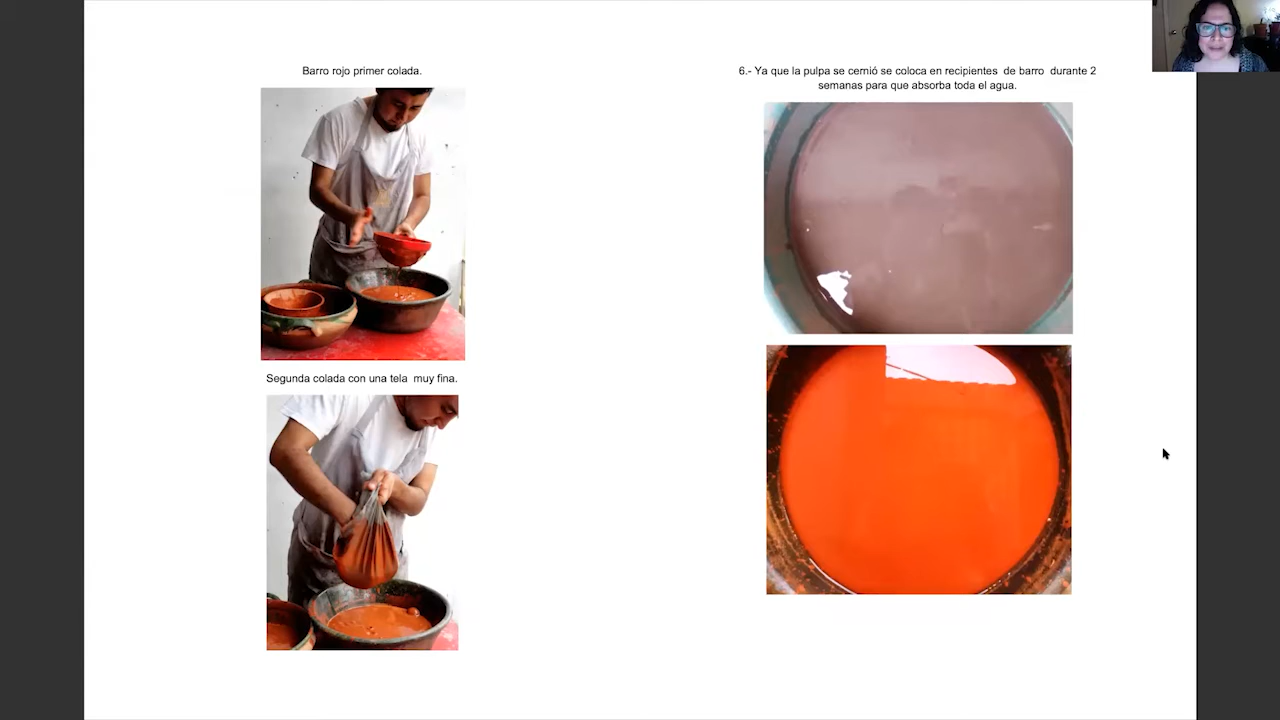 Barro rojo primer colada.
Segunda colada con una tela muy fina.
6.- Ya que la pulpa se cernió se coloca en recipientes de barro durante 2
semanas para que absorba toda el agua.